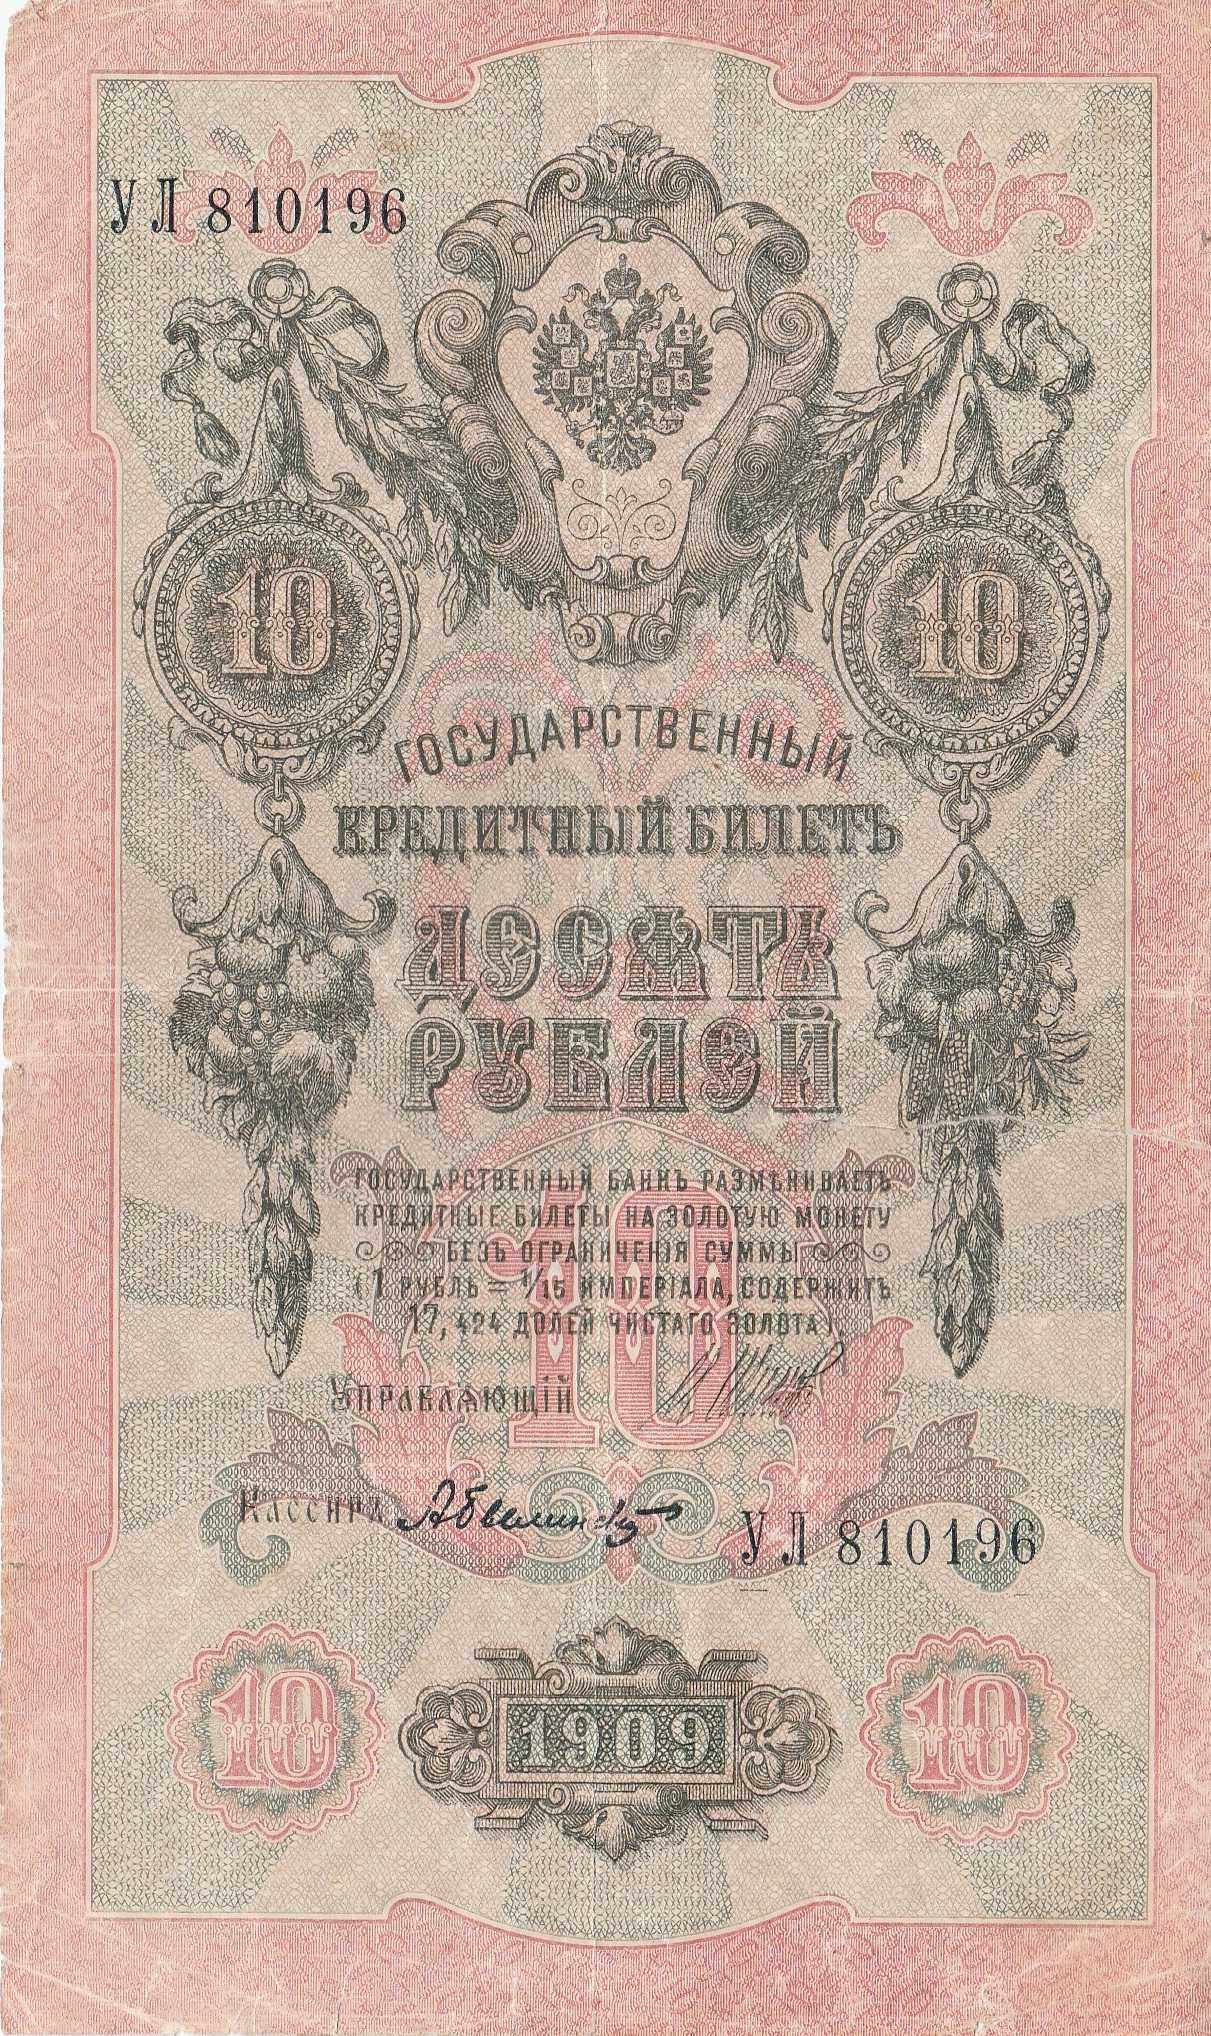 УЛ 810196
10 10
ГОСУДАРСТВЕННЫЙ
КРЕДИТНЫЙ БИЛЕТЪ
ДЕСЯТЬ
РУБЛЕЙ
ГОСУДАРСТВЕННЫЙ БАНКЪ РАЗМѢНИВАЕТЪ
КРЕДИТНЫЕ БИЛЕТЫ НА ЗОЛОТУЮ МОНЕТУ
БЕЗЪ ОГРАНИЧЕНІЯ СУММЫ
(1 РУБЛЬ = 1/15 ИМПЕРІАЛА, СОДЕРЖИТЪ
17,424 ДОЛЕЙ ЧИСТАГО ЗОЛОТА).
10
УПРАВЛЯЮЩІЙ
КАССИРЪ
УЛ 810196
10 1909 10